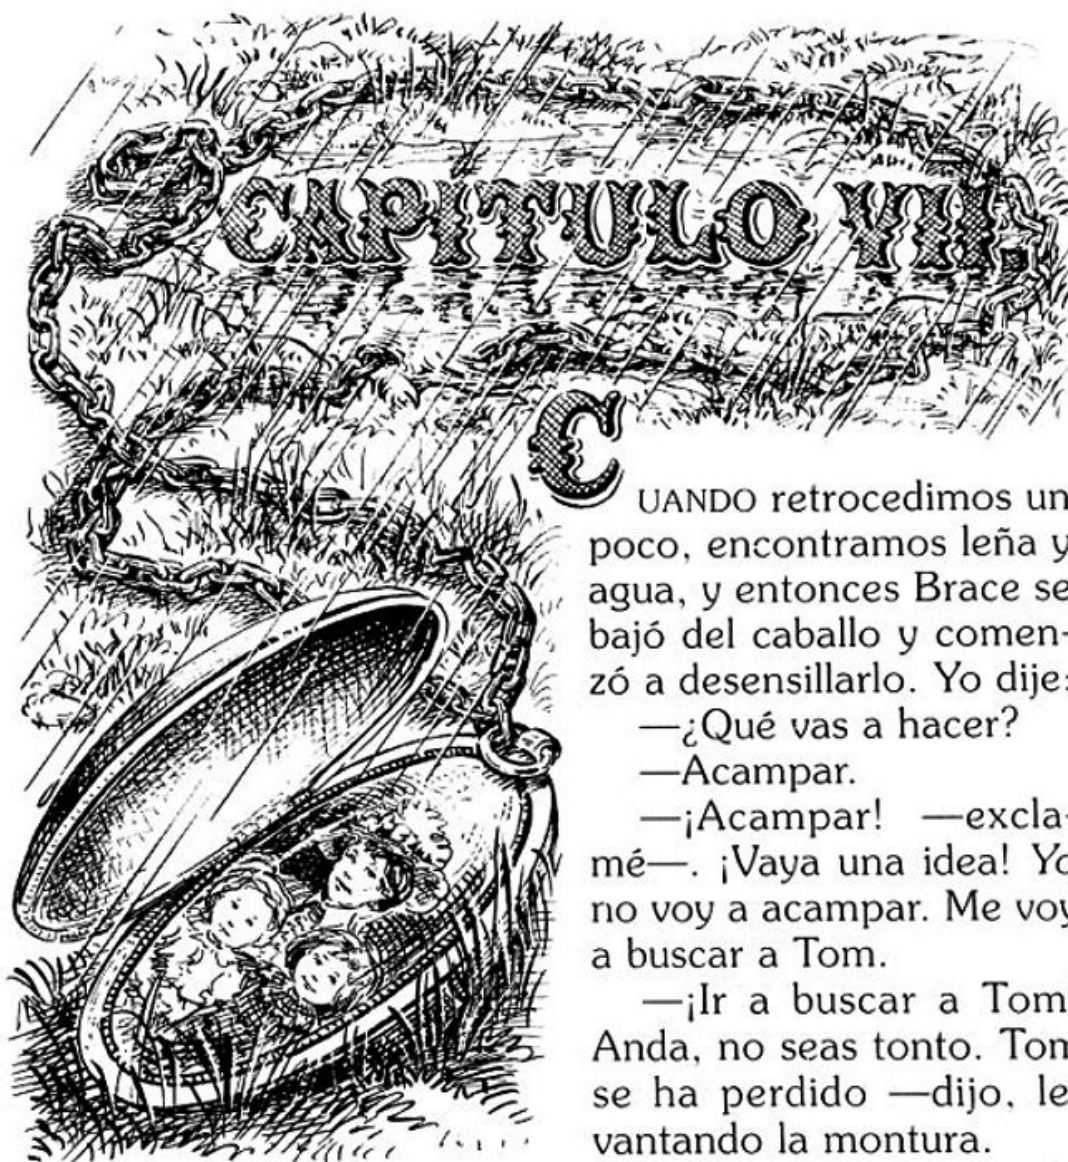 CAPITULO VII
CUANDO retrocedimos un
poco, encontramos leña y
agua, y entonces Brace se
bajó del caballo y comen-
zó a desensillarlo. Yo dije:
—¿Qué vas a hacer?
—Acampar.
—¡Acampar! —excla-
mé—. ¡Vaya una idea! Yo
no voy a acampar. Me voy
a buscar a Tom.
—¡Ir a buscar a Tom
Anda, no seas tonto. Tom
se ha perdido —dijo, le
vantando la montura.